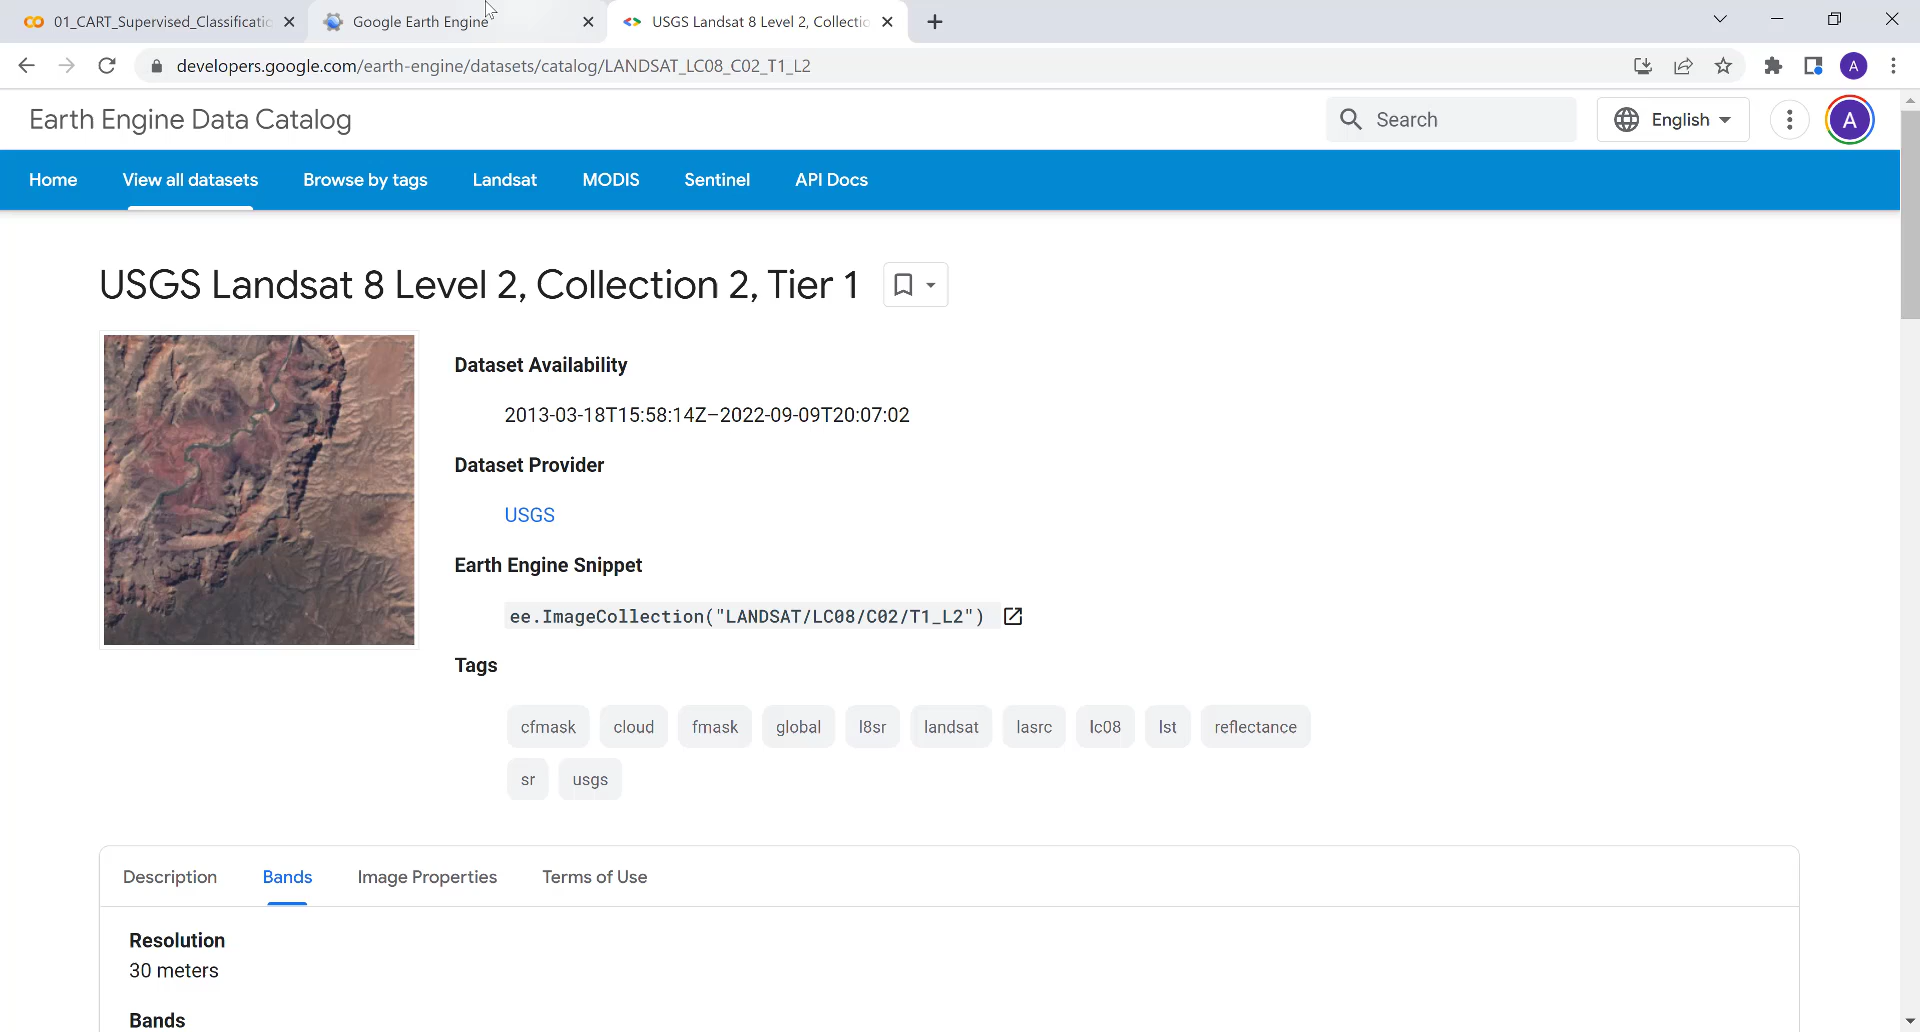 01_CART_Supervised_Classificatio
Google Earth Engine
USGS Landsat 8 Level 2, Collectio
developers.google.com/earth-engine/datasets/catalog/LANDSAT_LC08_C02_T1_L2
A
Earth Engine Data Catalog
Search
English
A
Home View all datasets Browse by tags Landsat MODIS Sentinel API Docs
USGS Landsat 8 Level 2, Collection 2, Tier 1
Dataset Availability
2013-03-18T15:58:14Z–2022-09-09T20:07:02
Dataset Provider
USGS
Earth Engine Snippet
ee.ImageCollection("LANDSAT/LC08/C02/T1_L2")
Tags
cfmask cloud fmask global l8sr landsat lasrc lc08 lst reflectance
sr usgs
Description Bands Image Properties Terms of Use
Resolution
30 meters
Bands